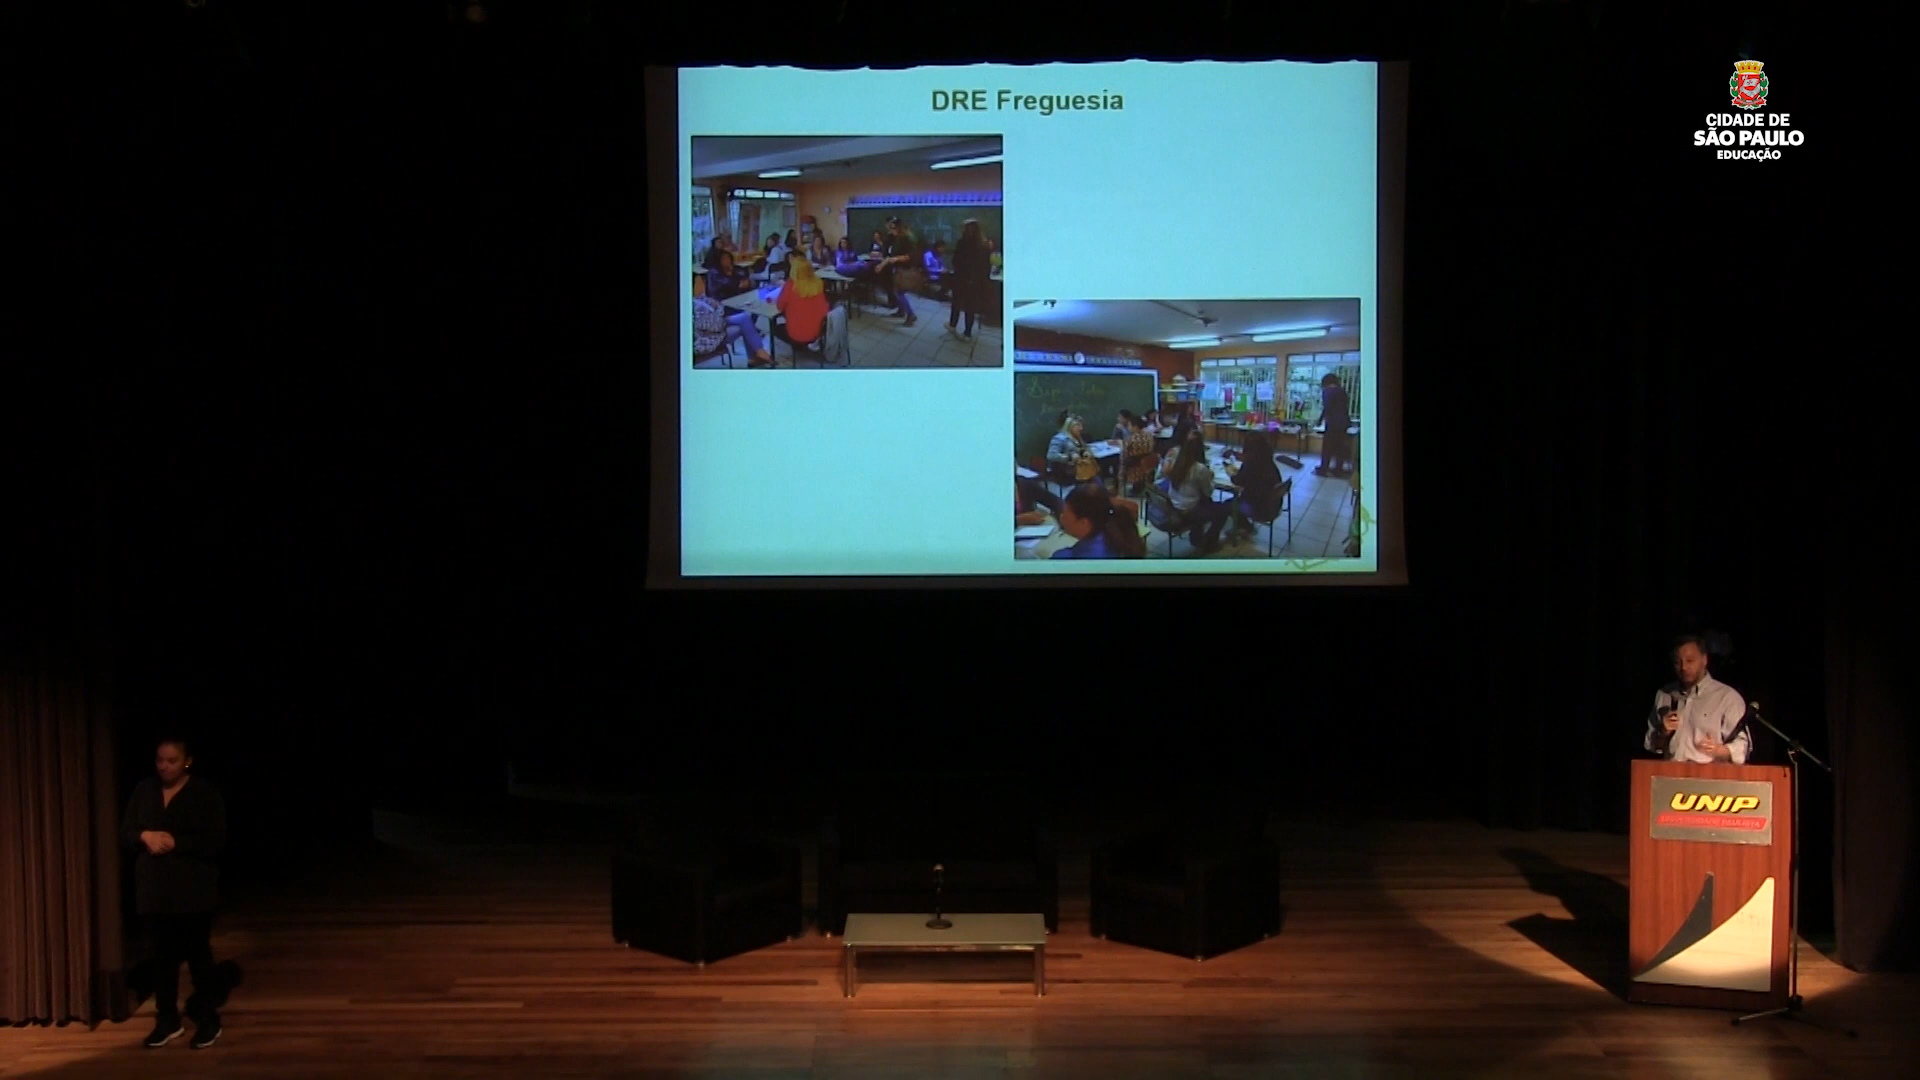 DRE Freguesia
CIDADE DE
SÃO PAULO
EDUCAÇÃO
UNIP